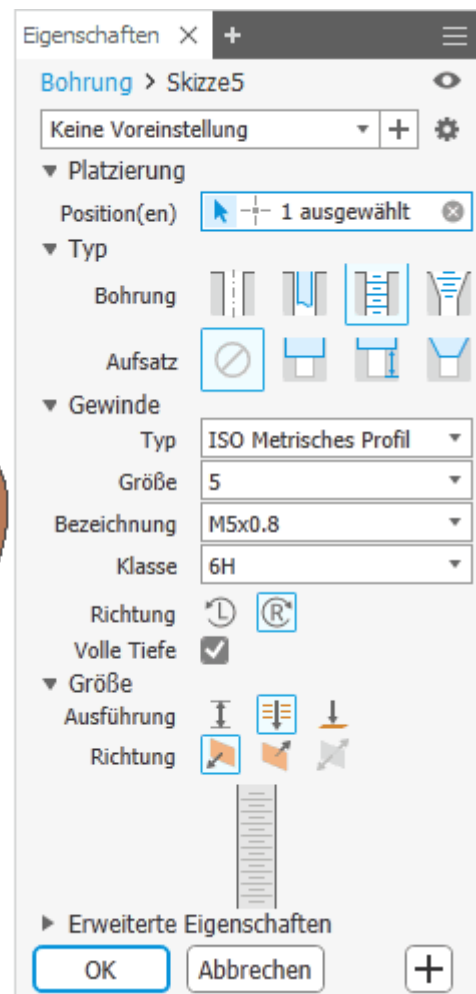 Eigenschaften
Bohrung > Skizze5
Keine Voreinstellung
Platzierung
Position(en) 1 ausgewählt
Typ
Bohrung
Aufsatz
Gewinde
Typ ISO Metrisches Profil
Größe 5
Bezeichnung M5x0.8
Klasse 6H
Richtung L R
Volle Tiefe
Größe
Ausführung
Richtung
Erweiterte Eigenschaften
OK Abbrechen